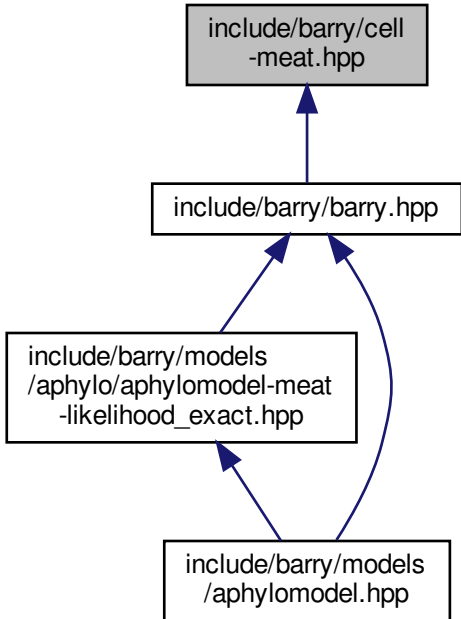 include/barry/cell
-meat.hpp
include/barry/barry.hpp
include/barry/models
/aphylo/aphylomodel-meat
-likelihood_exact.hpp
include/barry/models
/aphylomodel.hpp